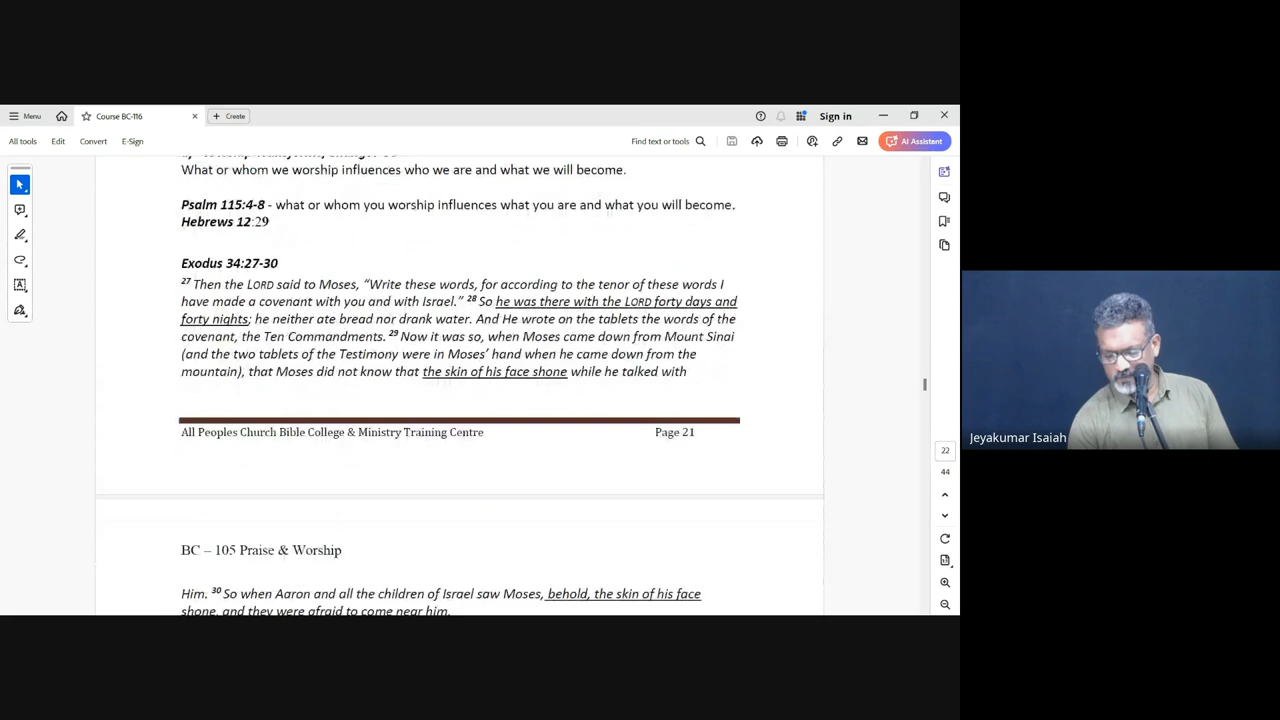 Menu
Course BC-116
Create
Sign in
All tools
Edit
Convert
E-Sign
Find text or tools
AI Assistant
What or whom we worship influences who we are and what we will become.
Psalm 115:4-8 - what or whom you worship influences what you are and what you will become.
Hebrews 12:29
Exodus 34:27-30
27 Then the LORD said to Moses, “Write these words, for according to the tenor of these words I
have made a covenant with you and with Israel.” 28 So he was there with the LORD forty days and
forty nights; he neither ate bread nor drank water. And He wrote on the tablets the words of the
covenant, the Ten Commandments. 29 Now it was so, when Moses came down from Mount Sinai
(and the two tablets of the Testimony were in Moses’ hand when he came down from the
mountain), that Moses did not know that the skin of his face shone while he talked with
All Peoples Church Bible College & Ministry Training Centre Page 21
BC – 105 Praise & Worship
Him. 30 So when Aaron and all the children of Israel saw Moses, behold, the skin of his face
shone, and they were afraid to come near him.
22
44
Jeyakumar Isaiah